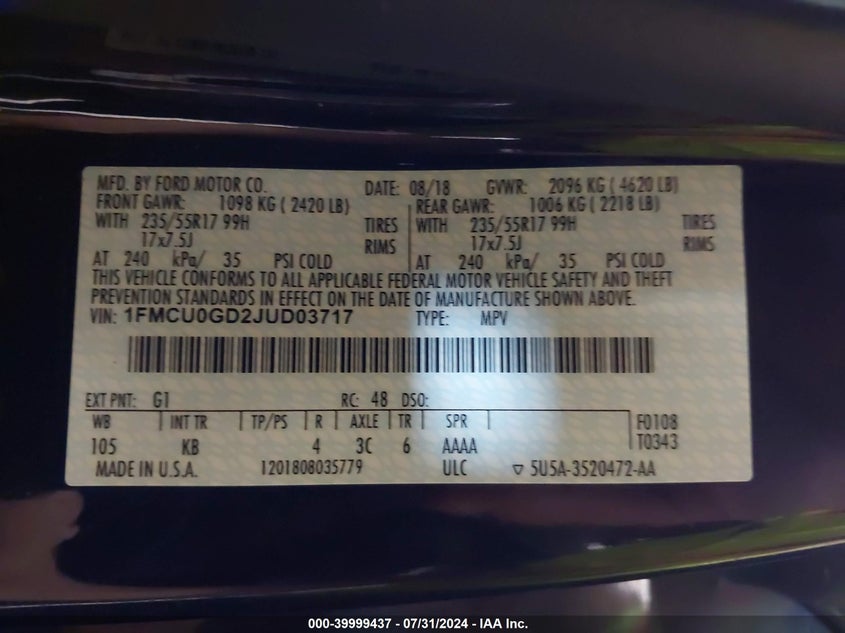 MFD. BY FORD MOTOR CO. DATE: 08/18 GVWR: 2096 KG ( 4620 LB)
FRONT GAWR: 1098 KG ( 2420 LB) REAR GAWR: 1006 KG ( 2218 LB)
WITH 235/55R17 99H TIRES WITH 235/55R17 99H TIRES
17x7.5J RIMS 17x7.5J RIMS
AT 240 kPa/ 35 PSI COLD AT 240 kPa/ 35 PSI COLD
THIS VEHICLE CONFORMS TO ALL APPLICABLE FEDERAL MOTOR VEHICLE SAFETY AND THEFT
PREVENTION STANDARDS IN EFFECT ON THE DATE OF MANUFACTURE SHOWN ABOVE.
VIN: 1FMCU0GD2JUD03717 TYPE: MPV
EXT PNT: G1 RC: 48 DSO:
WB INT TR TP/PS R AXLE TR SPR F0108
105 KB 4 3C 6 AAAA T0343
MADE IN U.S.A. 1201808035779 ULC ▽ 5U5A-3520472-AA
000-39999437 - 07/31/2024 - IAA Inc.